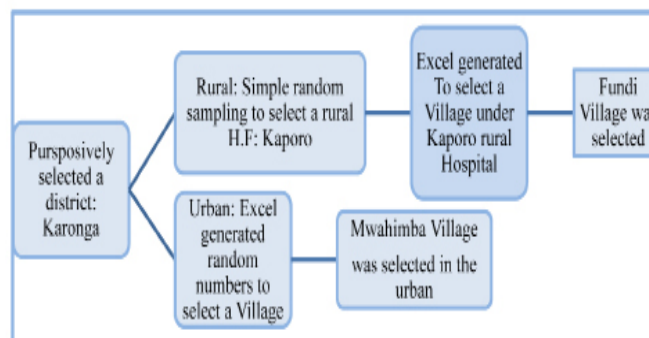 Pursposively
selected a
district:
Karonga
Rural: Simple random
sampling to select a rural
H.F: Kaporo
Excel generated
To select a
Village under
Kaporo rural
Hospital
Fundi
Village wa
selected
Urban: Excel
generated
random
numbers to
select a Village
Mwahimba Village
was selected in the
urban